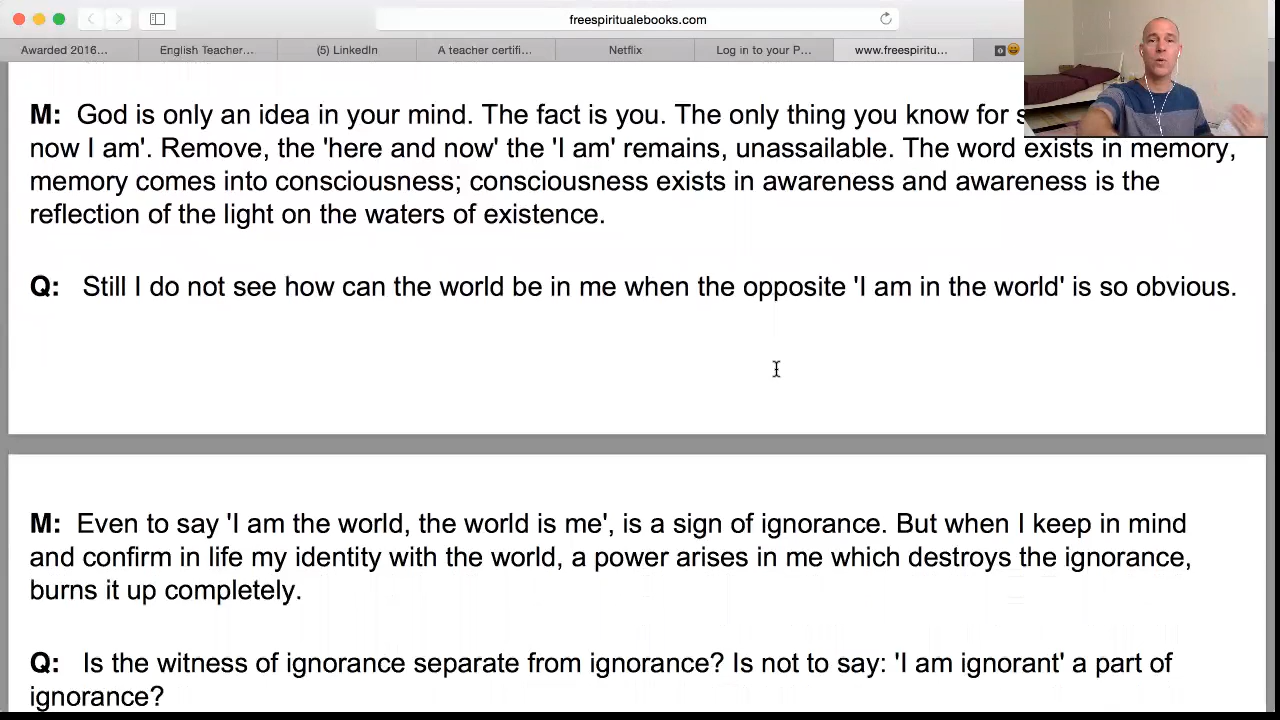 freespiritualebooks.com
Awarded 2016...
English Teacher...
(5) LinkedIn
A trainer certifi...
Netflix
Log in to your P...
www.freespiritu...
M: God is only an idea in your mind. The fact is you. The only thing you know for
now I am'. Remove, the 'here and now' the 'I am' remains, unassailable. The word exists in memory,
memory comes into consciousness; consciousness exists in awareness and awareness is the
reflection of the light on the waters of existence.
Q: Still I do not see how can the world be in me when the opposite 'I am in the world' is so obvious.
M: Even to say 'I am the world, the world is me', is a sign of ignorance. But when I keep in mind
and confirm in life my identity with the world, a power arises in me which destroys the ignorance,
burns it up completely.
Q: Is the witness of ignorance separate from ignorance? Is not to say: 'I am ignorant' a part of
ignorance?